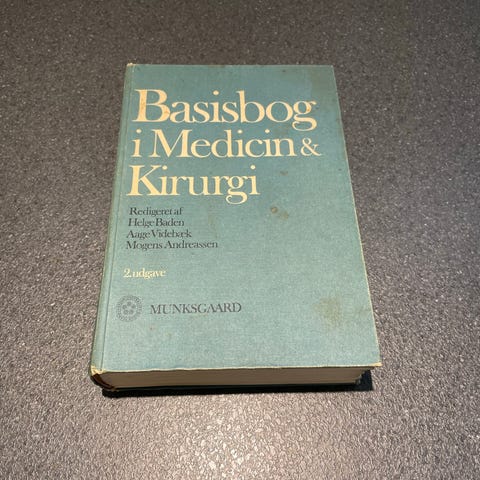 Basisbog
i Medicin &
Kirurgi
Redigeret af
Helge Baden
Aage Videbæk
Mogens Andreassen
2. udgave
MUNKSGAARD